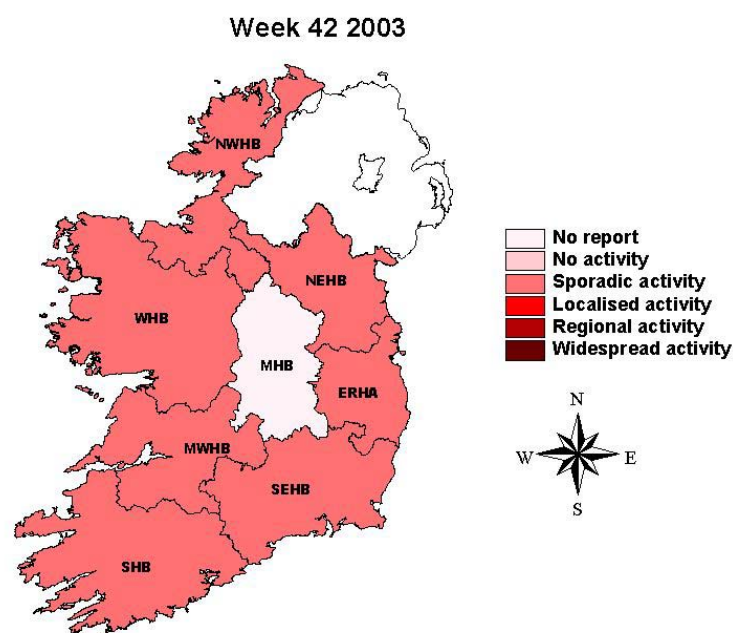 Week 42 2003
NWHB
NEHB
WHB
MHB
ERHA
MWHB
SEHB
SHB
No report
No activity
Sporadic activity
Localised activity
Regional activity
Widespread activity
N
W
E
S